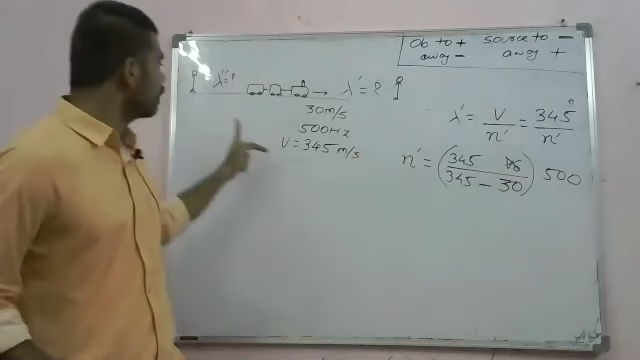 Ob to +   source to −
away −   away +
λ' = ?   λ' = ?
30m/s
500Hz
V = 345 m/s
λ' = V/n' = 345/n'
n' = (345 / 345 − 30) 500